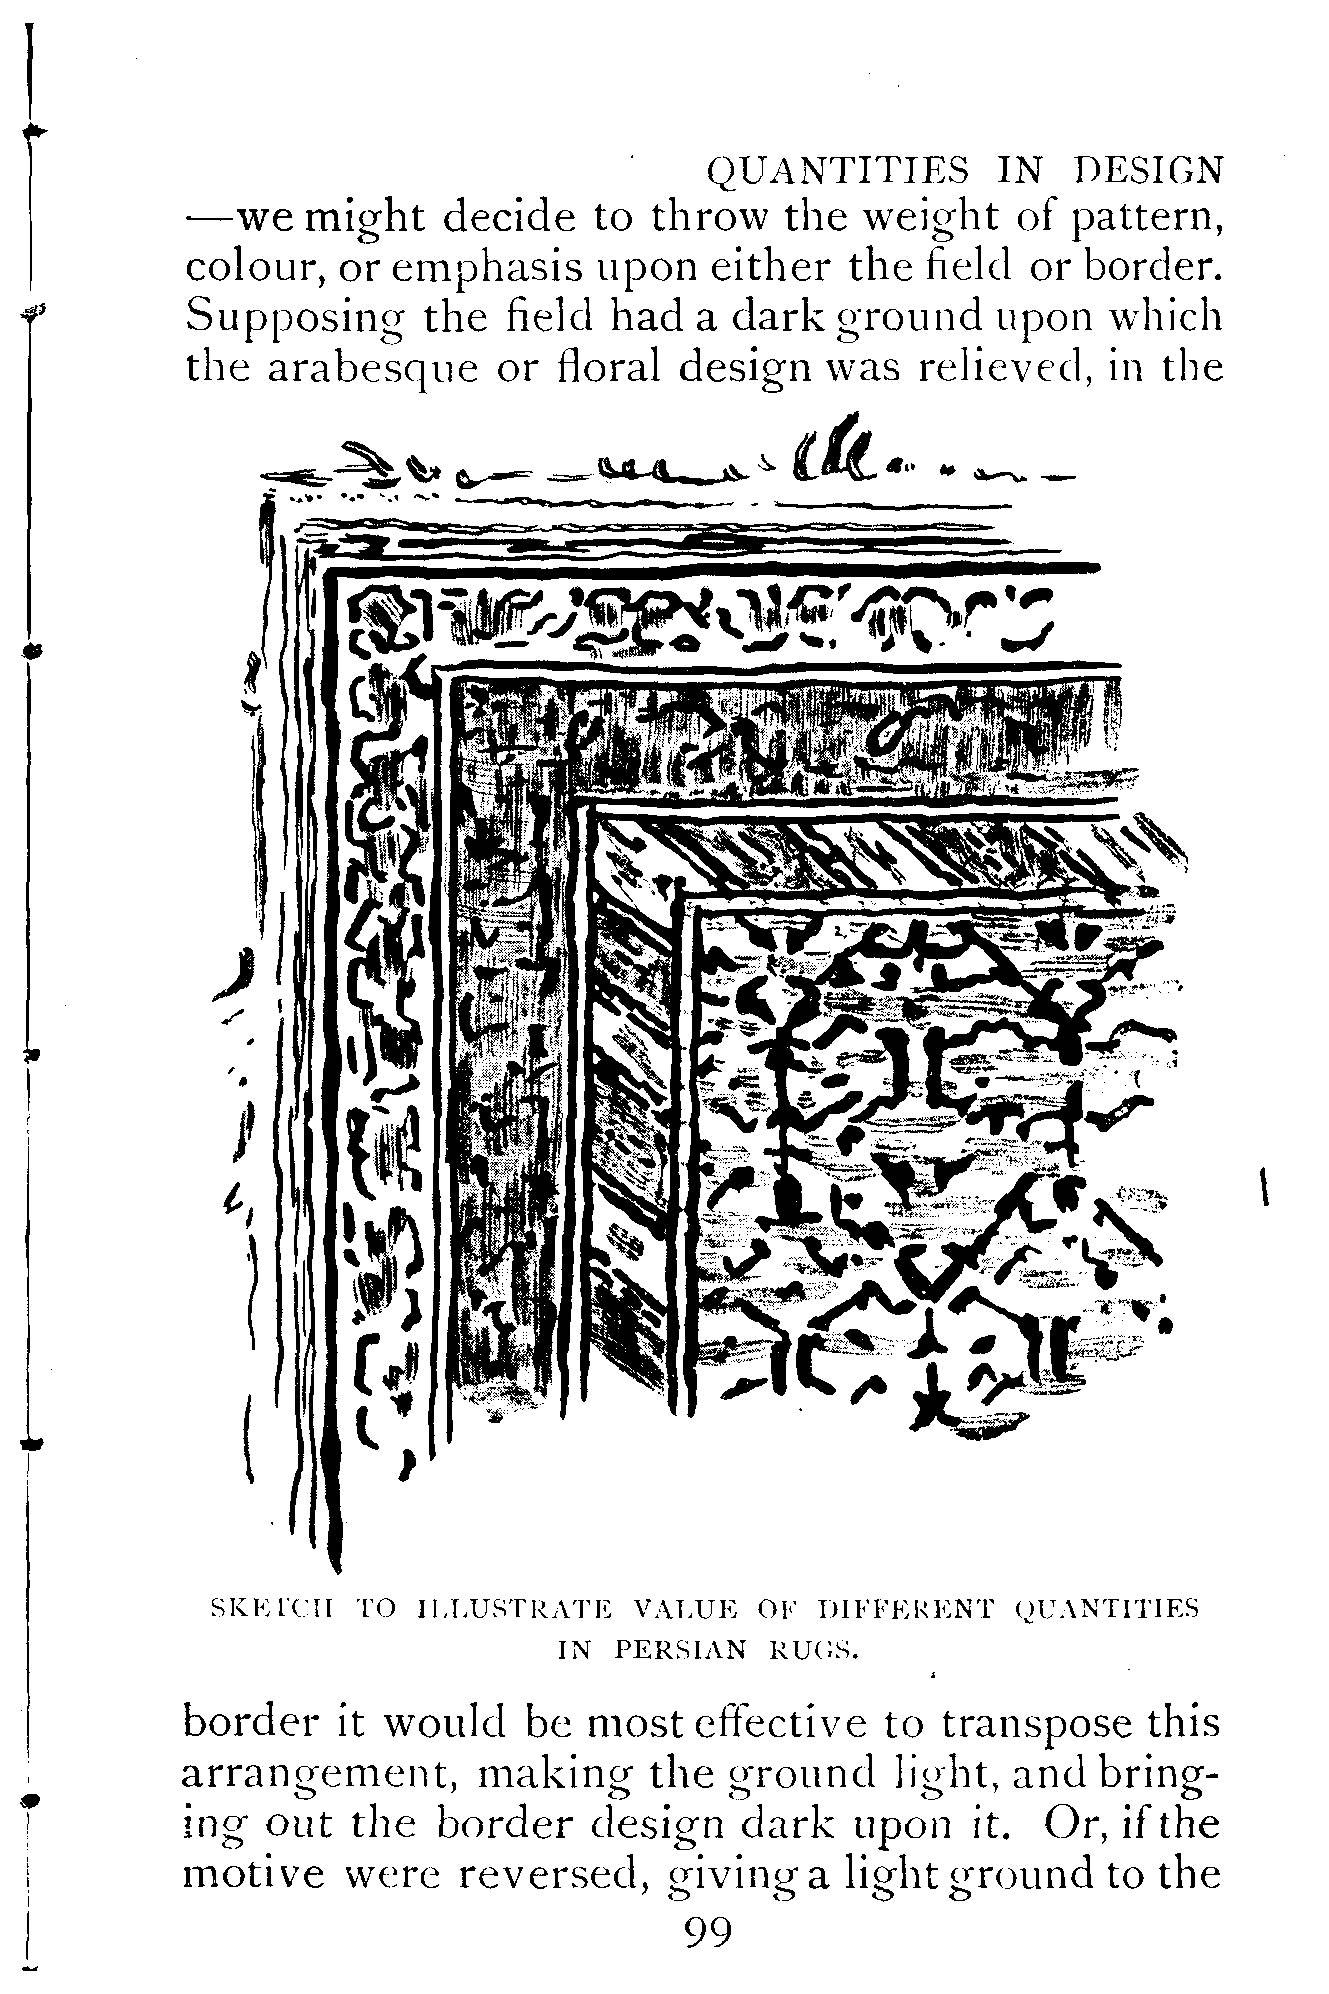 QUANTITIES IN DESIGN
—we might decide to throw the weight of pattern,
colour, or emphasis upon either the field or border.
Supposing the field had a dark ground upon which
the arabesque or floral design was relieved, in the
SKETCH TO ILLUSTRATE VALUE OF DIFFERENT QUANTITIES
IN PERSIAN RUGS.
border it would be most effective to transpose this
arrangement, making the ground light, and bring-
ing out the border design dark upon it. Or, if the
motive were reversed, giving a light ground to the
99